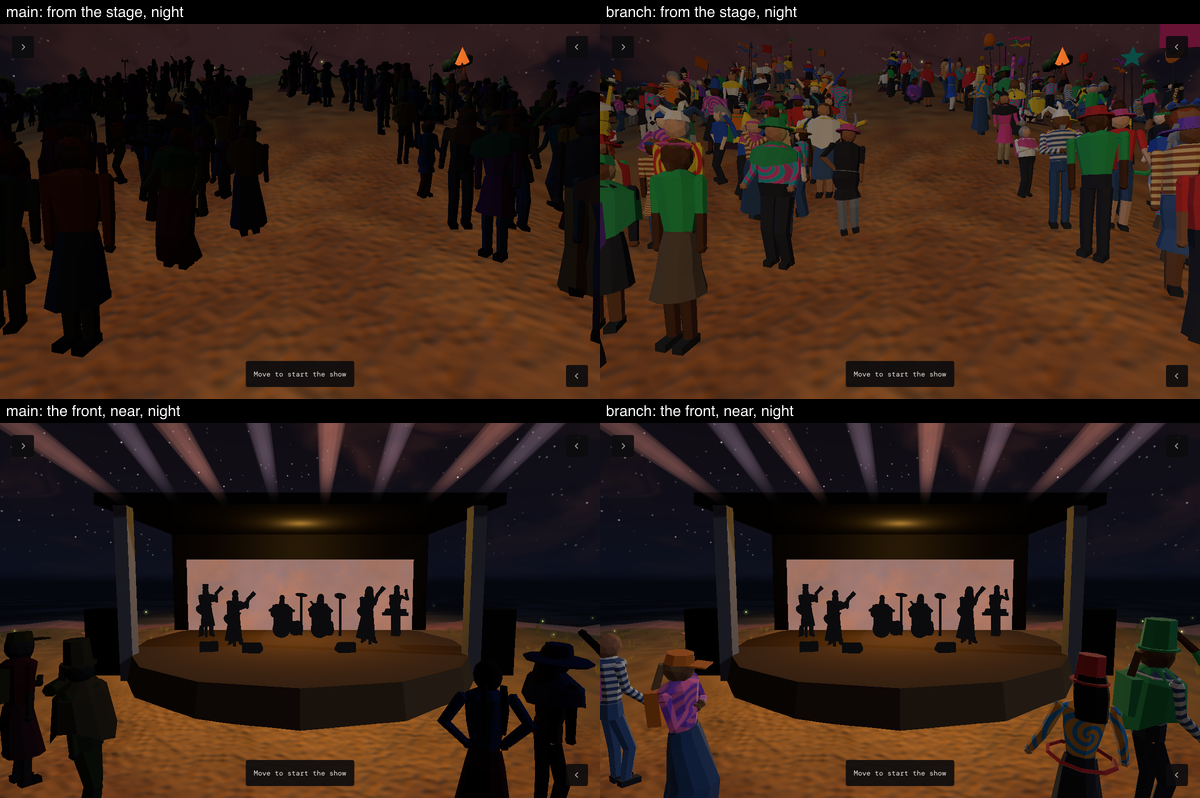 main: from the stage, night
branch: from the stage, night
Move to start the show
Move to start the show
main: the front, near, night
branch: the front, near, night
Move to start the show
Move to start the show